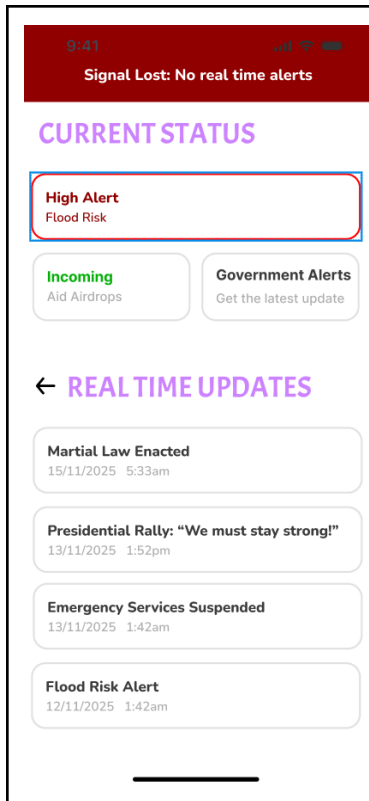 9:41
Signal Lost: No real time alerts
CURRENT STATUS
High Alert
Flood Risk
Incoming
Aid Airdrops
Government Alerts
Get the latest update
REAL TIME UPDATES
Martial Law Enacted
15/11/2025 5:33am
Presidential Rally: “We must stay strong!”
13/11/2025 1:52pm
Emergency Services Suspended
13/11/2025 1:42am
Flood Risk Alert
12/11/2025 1:42am